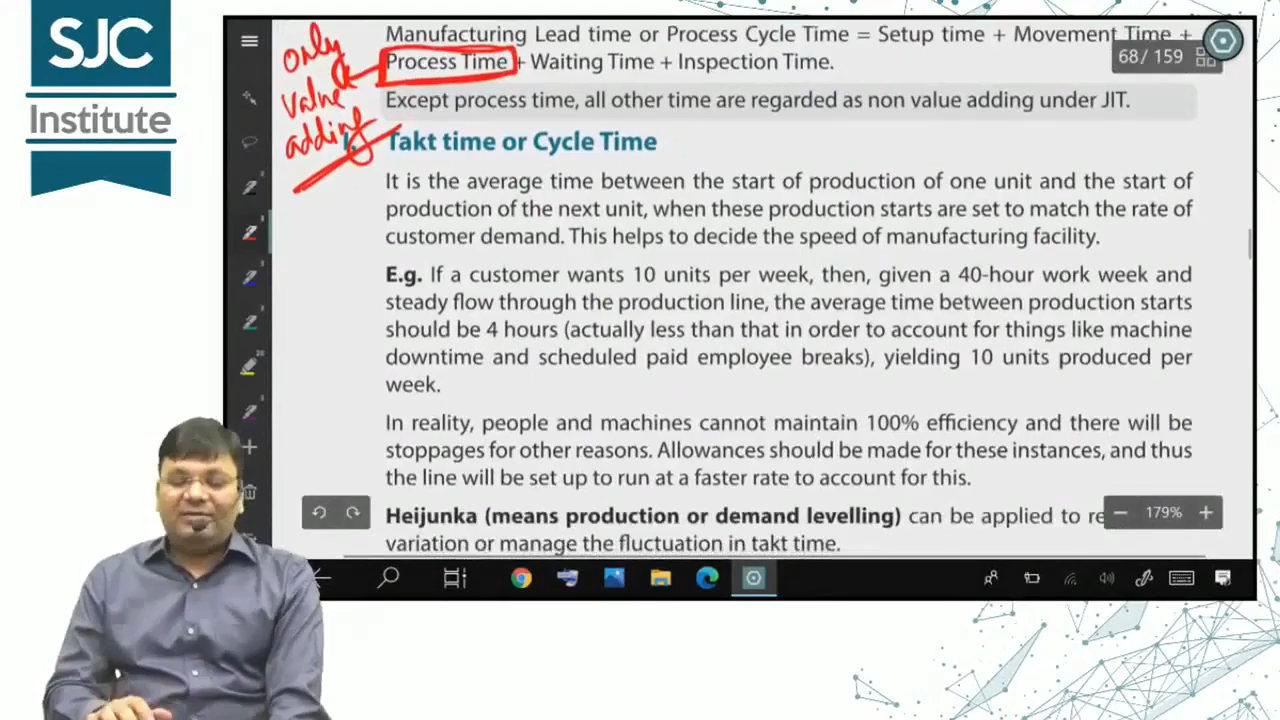 SJC
Institute
only
value
adding
Manufacturing Lead time or Process Cycle Time = Setup time + Movement Time +
Process Time + Waiting Time + Inspection Time.
68 / 159
Except process time, all other time are regarded as non value adding under JIT.
Takt time or Cycle Time
It is the average time between the start of production of one unit and the start of
production of the next unit, when these production starts are set to match the rate of
customer demand. This helps to decide the speed of manufacturing facility.
E.g. If a customer wants 10 units per week, then, given a 40-hour work week and
steady flow through the production line, the average time between production starts
should be 4 hours (actually less than that in order to account for things like machine
downtime and scheduled paid employee breaks), yielding 10 units produced per
week.
In reality, people and machines cannot maintain 100% efficiency and there will be
stoppages for other reasons. Allowances should be made for these instances, and thus
the line will be set up to run at a faster rate to account for this.
Heijunka (means production or demand levelling) can be applied to re
variation or manage the fluctuation in takt time.
179%